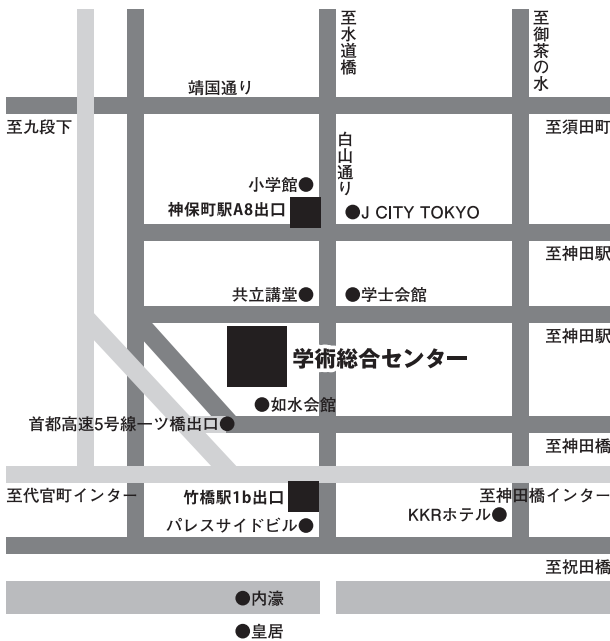 至水道橋
至御茶の水
靖国通り
至九段下
至須田町
白山通り
小学館
神保町駅A8出口
J CITY TOKYO
至神田駅
共立講堂
学士会館
至神田駅
学術総合センター
如水会館
首都高速5号線一ツ橋出口
至神田橋
至代官町インター
竹橋駅1b出口
至神田橋インター
パレスサイドビル
KKRホテル
至祝田橋
内濠
皇居